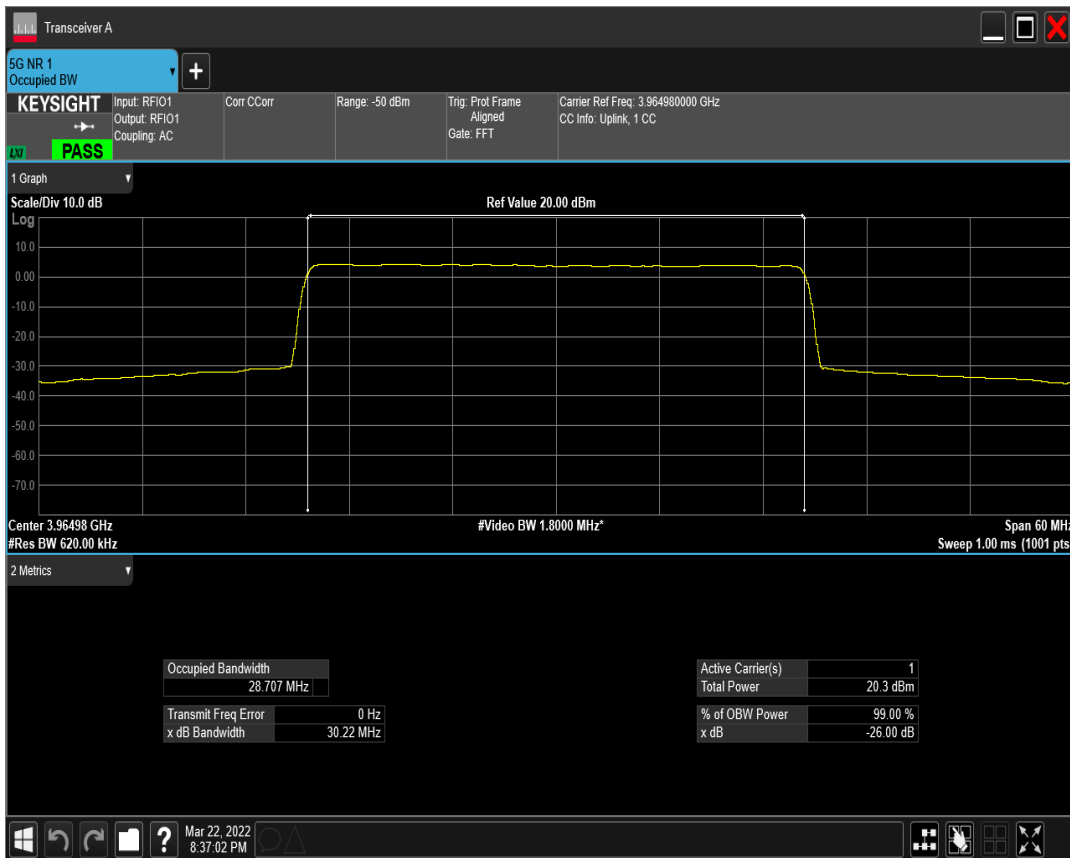 Transceiver A
5G NR 1
Occupied BW
KEYSIGHT
LXI
PASS
Input: RFIO1
Output: RFIO1
Coupling: AC
Corr CCorr
Range: -50 dBm
Trig: Prot Frame
Aligned
Gate: FFT
Carrier Ref Freq: 3.964980000 GHz
CC Info: Uplink, 1 CC
1 Graph
Scale/Div 10.0 dB
Ref Value 20.00 dBm
Log
10.0
0.00
-10.0
-20.0
-30.0
-40.0
-50.0
-60.0
-70.0
Center 3.96498 GHz
#Video BW 1.8000 MHz*
Span 60 MHz
#Res BW 620.00 kHz
Sweep 1.00 ms (1001 pts
2 Metrics
Occupied Bandwidth
28.707 MHz
Transmit Freq Error 0 Hz
x dB Bandwidth 30.22 MHz
Active Carrier(s) 1
Total Power 20.3 dBm
% of OBW Power 99.00 %
x dB -26.00 dB
?
Mar 22, 2022
8:37:02 PM